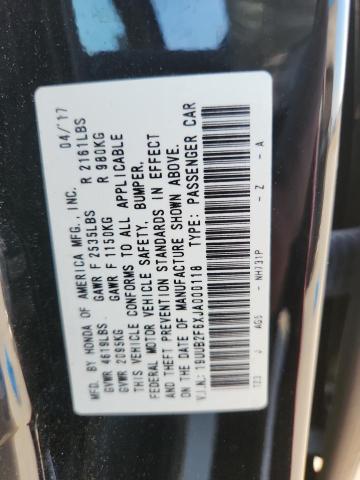 MFD. BY HONDA OF AMERICA MFG., INC. 04/17
GVWR 4619LBS GAWR F 2535LBS R 2161LBS
GVWR 2095KG GAWR F 1150KG R 980KG
THIS VEHICLE CONFORMS TO ALL APPLICABLE
FEDERAL MOTOR VEHICLE SAFETY, BUMPER,
AND THEFT PREVENTION STANDARDS IN EFFECT
ON THE DATE OF MANUFACTURE SHOWN ABOVE.
V.I.N.: 19UUB2F6XJA000118 TYPE: PASSENGER CAR
TZ3 J AG5 - NH731P - Z - A